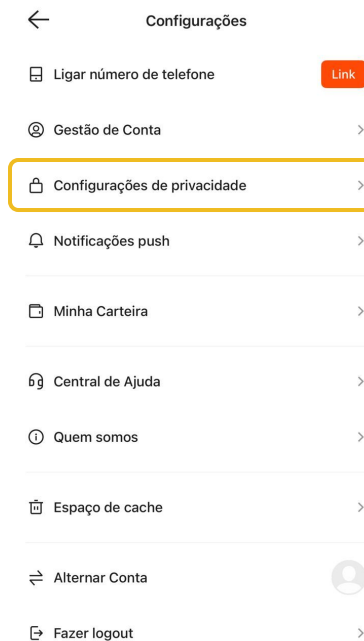 Configurações
Ligar número de telefone Link
Gestão de Conta
Configurações de privacidade
Notificações push
Minha Carteira
Central de Ajuda
Quem somos
Espaço de cache
Alternar Conta
Fazer logout